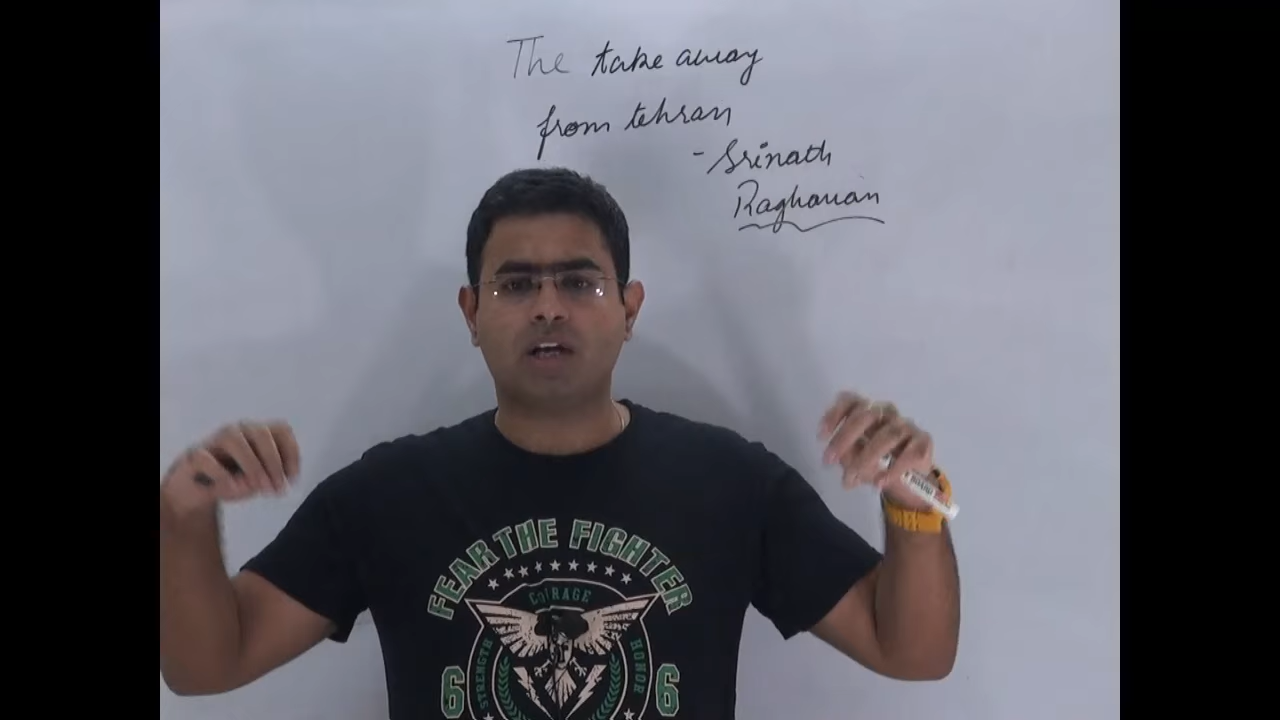 The take away
from tehran
- Srinath
Raghavan
FEAR THE FIGHTER
COURAGE
STRENGTH
HONOR
6 6